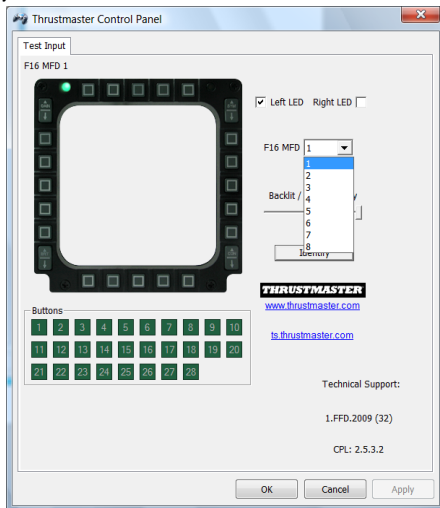 Thrustmaster Control Panel
Test Input
F16 MFD 1
Left LED Right LED
F16 MFD 1
1
2
3
4
5
6
7
8
Backlit /
Identify
THRUSTMASTER
www.thrustmaster.com
ts.thrustmaster.com
Buttons
1 2 3 4 5 6 7 8 9 10
11 12 13 14 15 16 17 18 19 20
21 22 23 24 25 26 27 28
Technical Support:
1.FFD.2009 (32)
CPL: 2.5.3.2
OK Cancel Apply